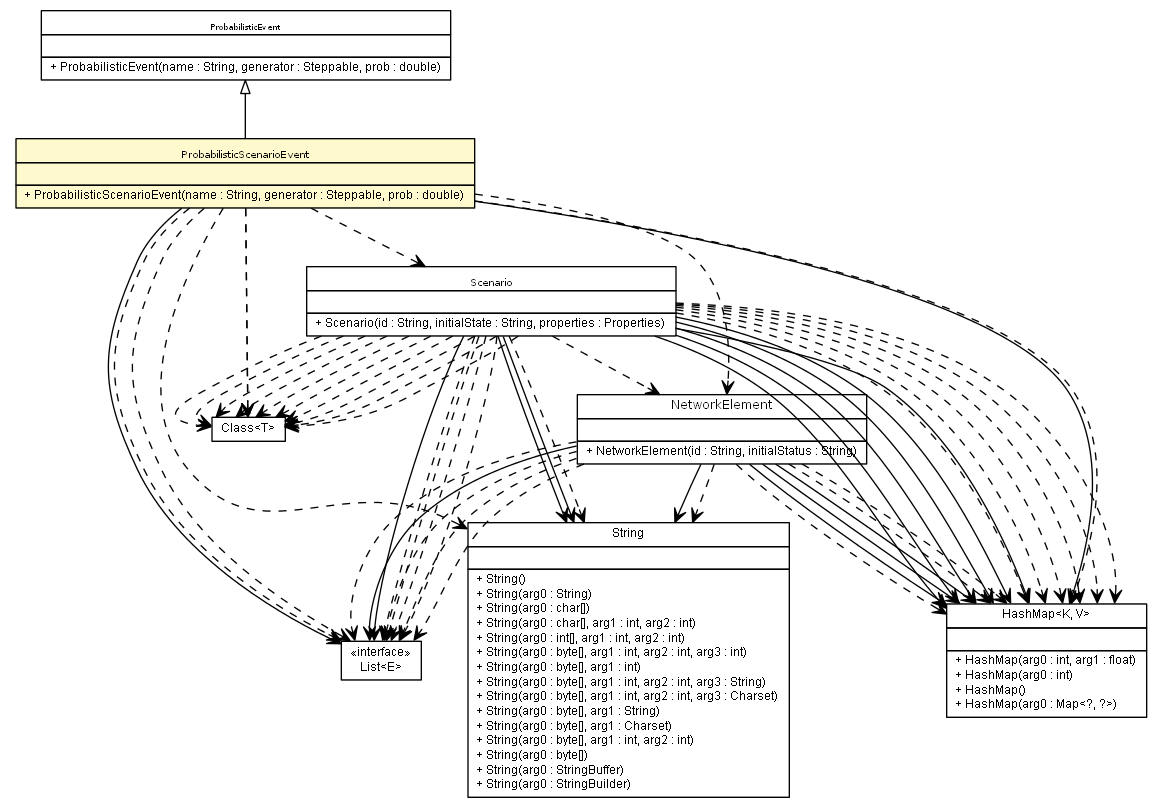 ProbabilisticEvent
+ ProbabilisticEvent(name : String, generator : Steppable, prob : double)
ProbabilisticScenarioEvent
+ ProbabilisticScenarioEvent(name : String, generator : Steppable, prob : double)
Scenario
+ Scenario(id : String, initialState : String, properties : Properties)
NetworkElement
+ NetworkElement(id : String, initialStatus : String)
Class<T>
String
+ String()
+ String(arg0 : String)
+ String(arg0 : char[])
+ String(arg0 : char[], arg1 : int, arg2 : int)
+ String(arg0 : int[], arg1 : int, arg2 : int)
+ String(arg0 : byte[], arg1 : int, arg2 : int, arg3 : int)
+ String(arg0 : byte[], arg1 : int)
+ String(arg0 : byte[], arg1 : int, arg2 : int, arg3 : String)
+ String(arg0 : byte[], arg1 : int, arg2 : int, arg3 : Charset)
+ String(arg0 : byte[], arg1 : String)
+ String(arg0 : byte[], arg1 : Charset)
+ String(arg0 : byte[], arg1 : int, arg2 : int)
+ String(arg0 : byte[])
+ String(arg0 : StringBuffer)
+ String(arg0 : StringBuilder)
«interface»
List<E>
HashMap<K, V>
+ HashMap(arg0 : int, arg1 : float)
+ HashMap(arg0 : int)
+ HashMap()
+ HashMap(arg0 : Map<?, ?>)